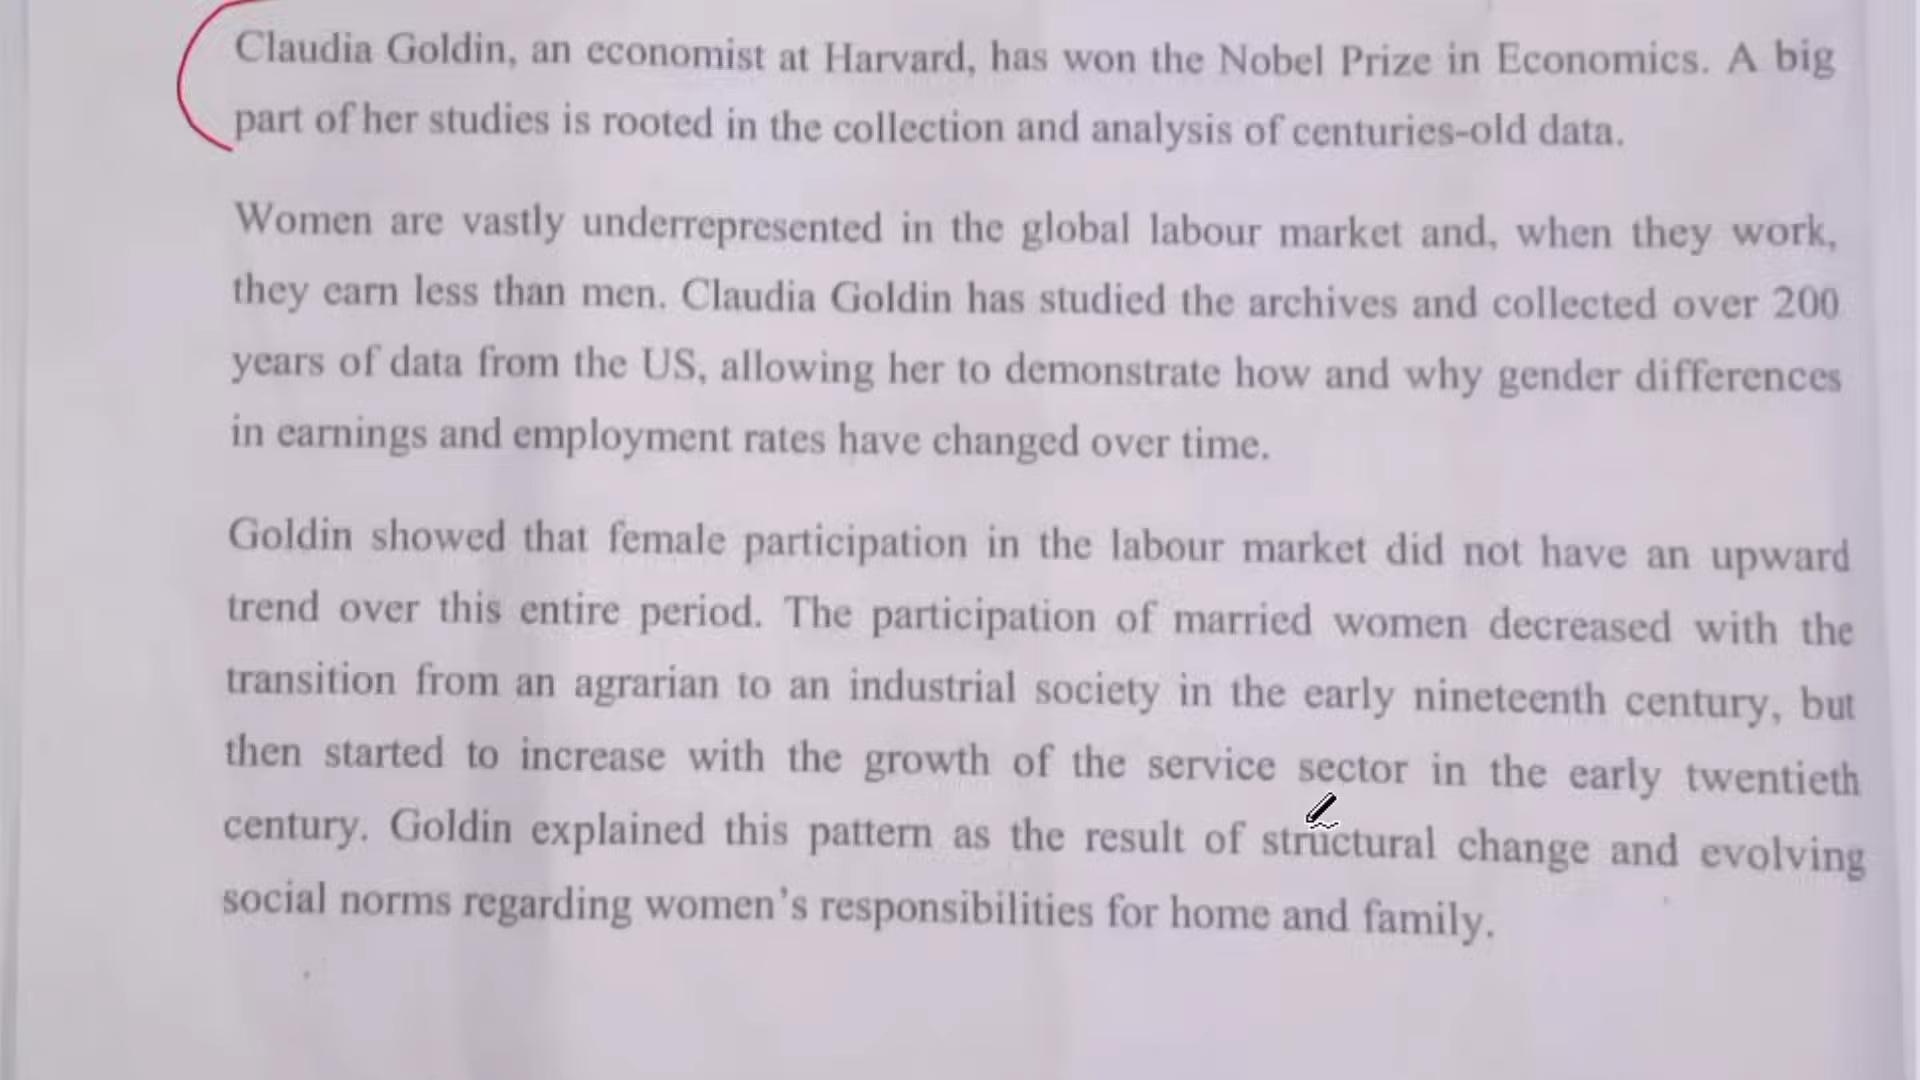 Claudia Goldin, an economist at Harvard, has won the Nobel Prize in Economics. A big
part of her studies is rooted in the collection and analysis of centuries-old data.
Women are vastly underrepresented in the global labour market and, when they work,
they earn less than men. Claudia Goldin has studied the archives and collected over 200
years of data from the US, allowing her to demonstrate how and why gender differences
in earnings and employment rates have changed over time.
Goldin showed that female participation in the labour market did not have an upward
trend over this entire period. The participation of married women decreased with the
transition from an agrarian to an industrial society in the early nineteenth century, but
then started to increase with the growth of the service sector in the early twentieth
century. Goldin explained this pattern as the result of structural change and evolving
social norms regarding women's responsibilities for home and family.